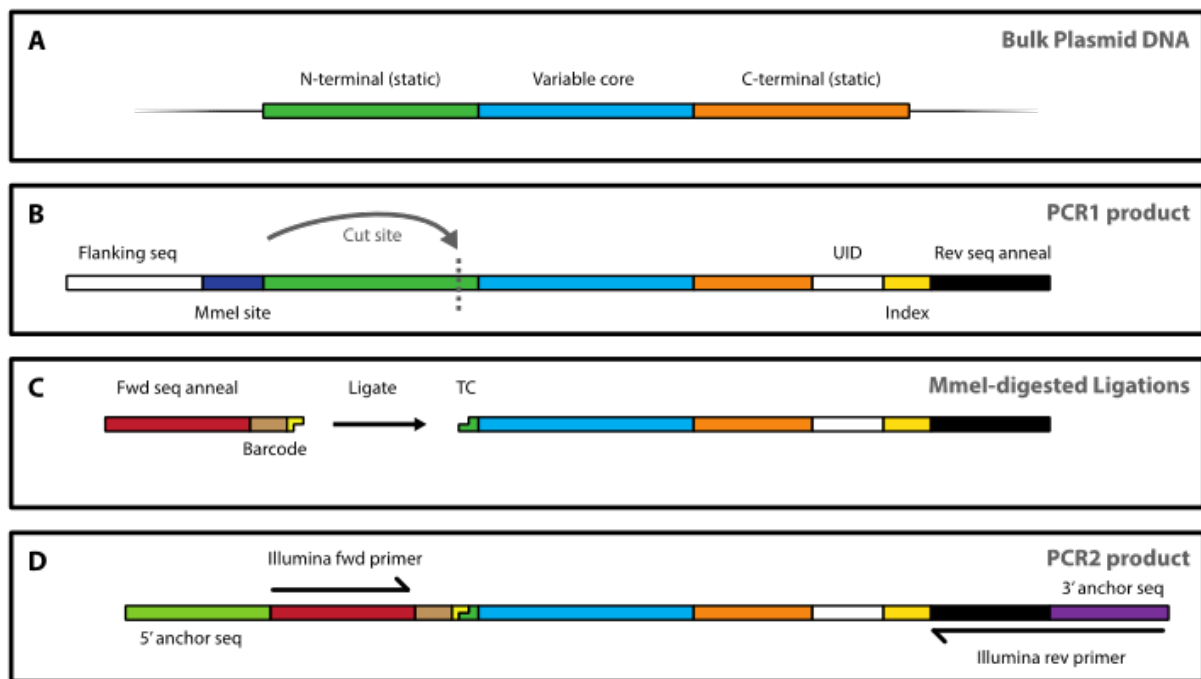 A
Bulk Plasmid DNA
N-terminal (static)
Variable core
C-terminal (static)
B
PCR1 product
Cut site
Flanking seq
UID
Rev seq anneal
MmeI site
Index
C
MmeI-digested Ligations
Fwd seq anneal
Ligate
TC
Barcode
D
PCR2 product
Illumina fwd primer
3' anchor seq
5' anchor seq
Illumina rev primer